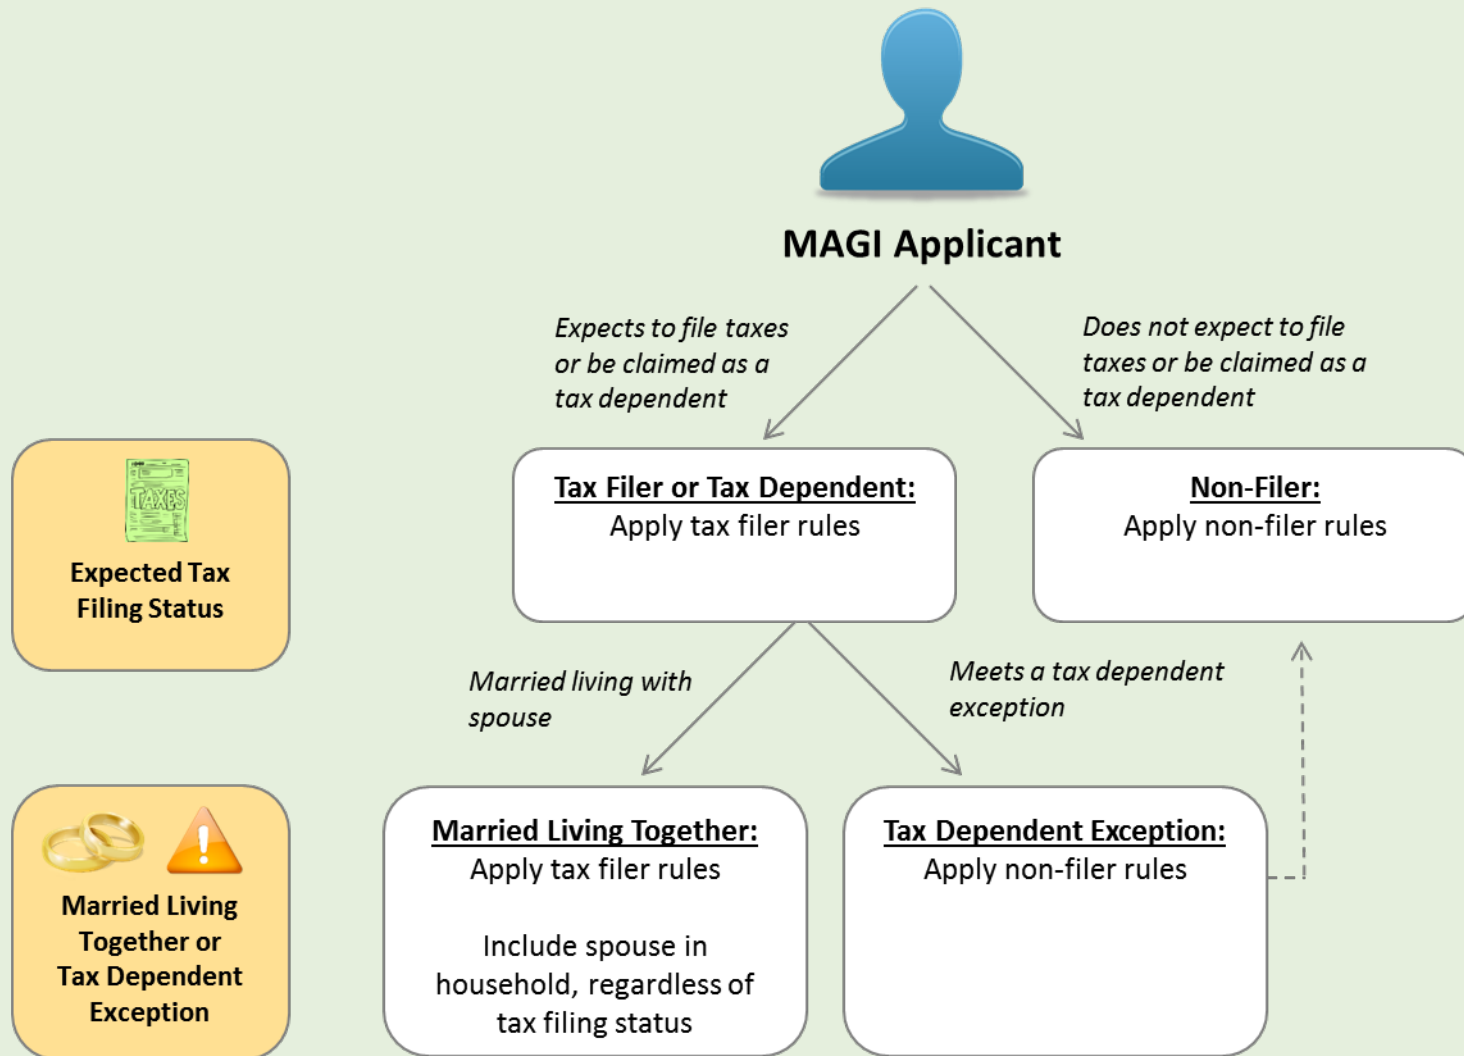 MAGI Applicant
Expects to file taxes
or be claimed as a
tax dependent
Does not expect to file
taxes or be claimed as a
tax dependent
TAXES
Expected Tax
Filing Status
Tax Filer or Tax Dependent:
Apply tax filer rules
Non-Filer:
Apply non-filer rules
Married living with
spouse
Meets a tax dependent
exception
Married Living
Together or
Tax Dependent
Exception
Married Living Together:
Apply tax filer rules
Include spouse in
household, regardless of
tax filing status
Tax Dependent Exception:
Apply non-filer rules